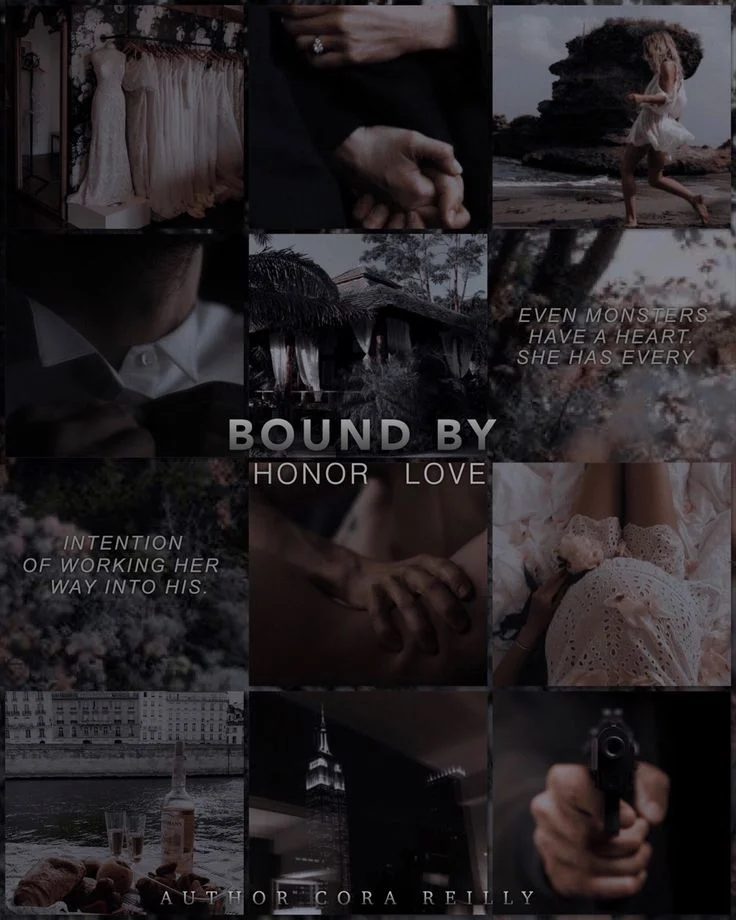 EVEN MONSTERS
HAVE A HEART.
SHE HAS EVERY
BOUND BY
HONOR LOVE
INTENTION
OF WORKING HER
WAY INTO HIS.
AUTHOR CORA REILLY